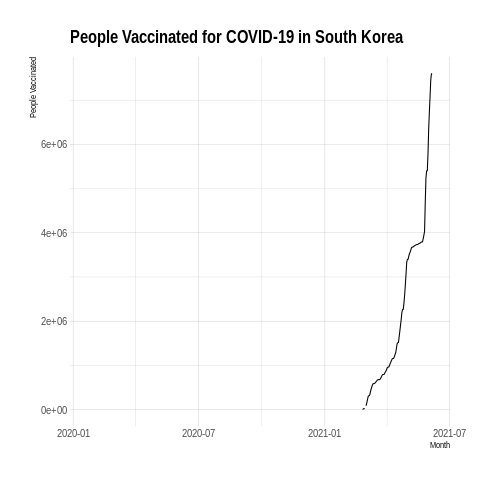 People Vaccinated for COVID-19 in South Korea
People Vaccinated
6e+06
4e+06
2e+06
0e+00
2020-01 2020-07 2021-01 2021-07
Month